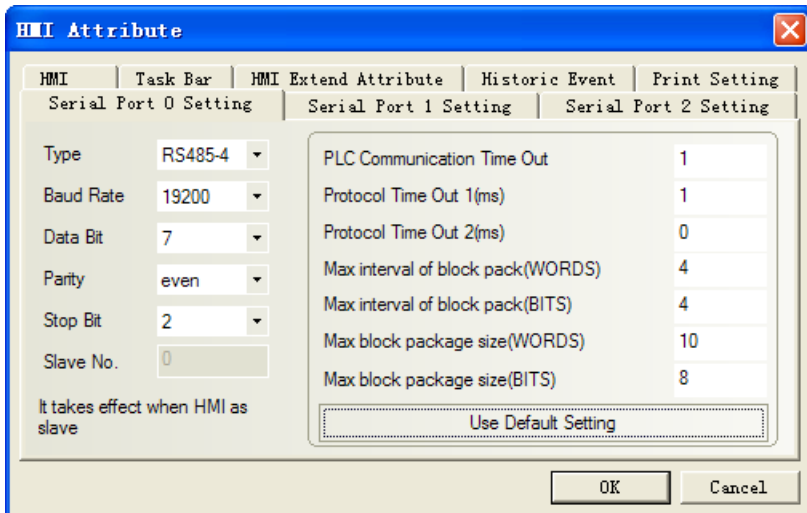 HMI Attribute
HMI
Task Bar
HMI Extend Attribute
Historic Event
Print Setting
Serial Port 0 Setting
Serial Port 1 Setting
Serial Port 2 Setting
Type RS485-4
Baud Rate 19200
Data Bit 7
Parity even
Stop Bit 2
Slave No. 0
It takes effect when HMI as
slave
PLC Communication Time Out 1
Protocol Time Out 1(ms) 1
Protocol Time Out 2(ms) 0
Max interval of block pack(WORDS) 4
Max interval of block pack(BITS) 4
Max block package size(WORDS) 10
Max block package size(BITS) 8
Use Default Setting
OK
Cancel